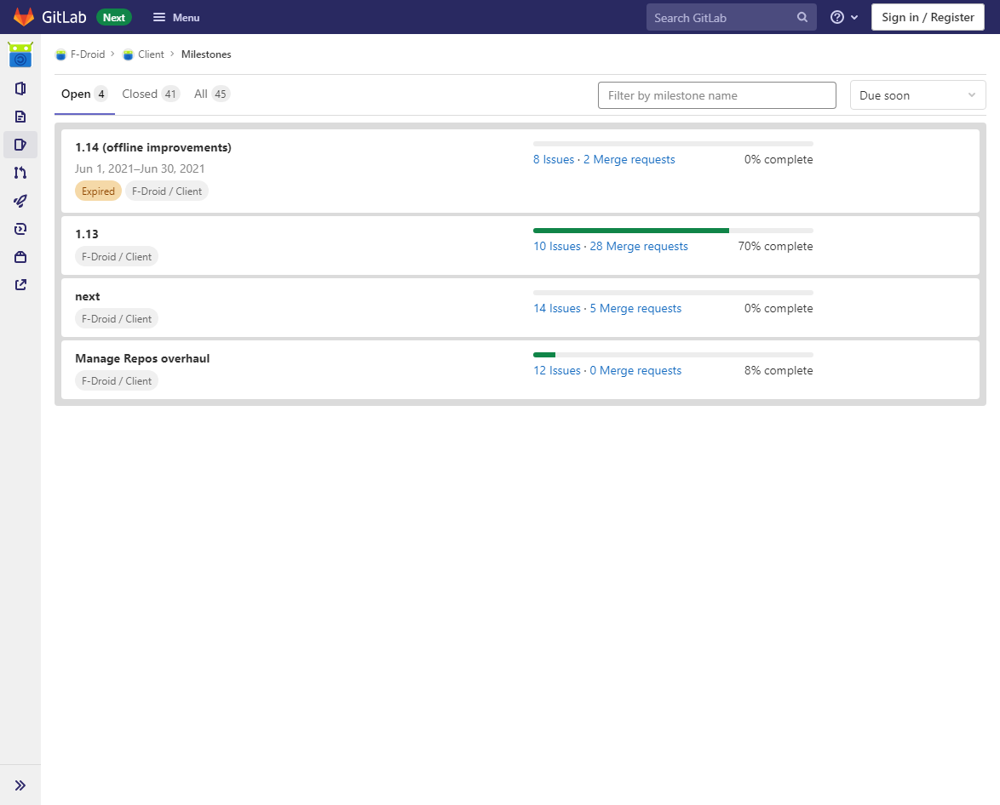 GitLab Next Menu Search GitLab Sign in / Register
F-Droid Client Milestones
Open 4 Closed 41 All 45 Filter by milestone name Due soon
1.14 (offline improvements)
8 Issues · 2 Merge requests 0% complete
Jun 1, 2021–Jun 30, 2021
Expired F-Droid / Client
1.13
10 Issues · 28 Merge requests 70% complete
F-Droid / Client
next
14 Issues · 5 Merge requests 0% complete
F-Droid / Client
Manage Repos overhaul
12 Issues · 0 Merge requests 8% complete
F-Droid / Client